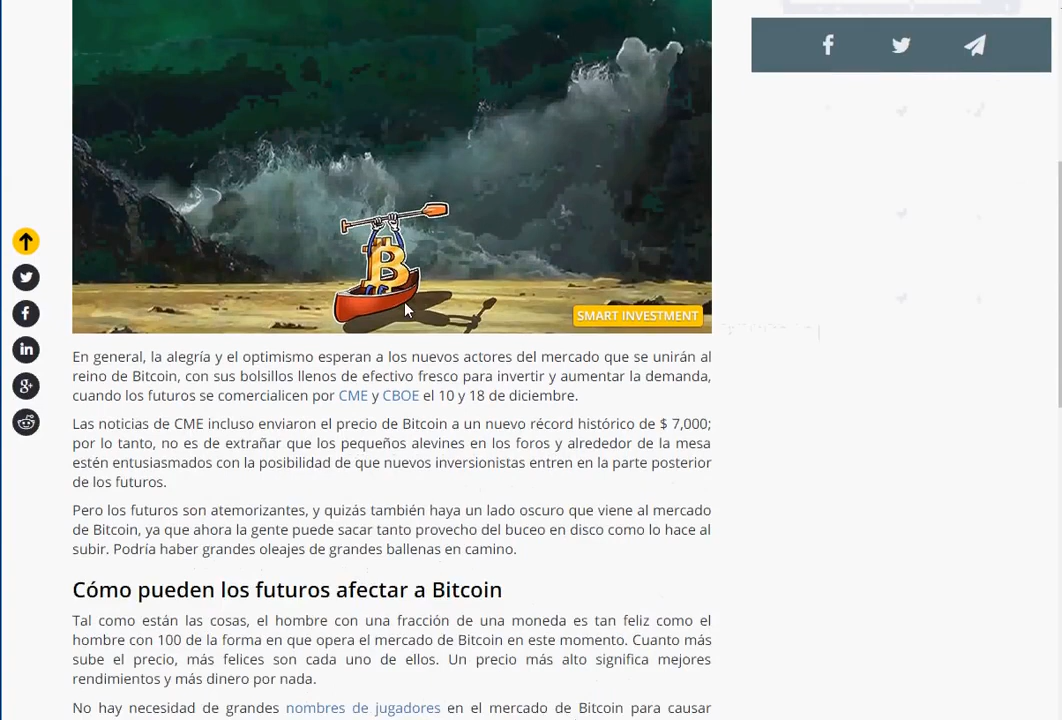 SMART INVESTMENT
En general, la alegría y el optimismo esperan a los nuevos actores del mercado que se unirán al
reino de Bitcoin, con sus bolsillos llenos de efectivo fresco para invertir y aumentar la demanda,
cuando los futuros se comercialicen por CME y CBOE el 10 y 18 de diciembre.
Las noticias de CME incluso enviaron el precio de Bitcoin a un nuevo récord histórico de $ 7,000;
por lo tanto, no es de extrañar que los pequeños alevines en los foros y alrededor de la mesa
estén entusiasmados con la posibilidad de que nuevos inversionistas entren en la parte posterior
de los futuros.
Pero los futuros son atemorizantes, y quizás también haya un lado oscuro que viene al mercado
de Bitcoin, ya que ahora la gente puede sacar tanto provecho del buceo en disco como lo hace al
subir. Podría haber grandes oleajes de grandes ballenas en camino.
Cómo pueden los futuros afectar a Bitcoin
Tal como están las cosas, el hombre con una fracción de una moneda es tan feliz como el
hombre con 100 de la forma en que opera el mercado de Bitcoin en este momento. Cuanto más
sube el precio, más felices son cada uno de ellos. Un precio más alto significa mejores
rendimientos y más dinero por nada.
No hay necesidad de grandes nombres de jugadores en el mercado de Bitcoin para causar